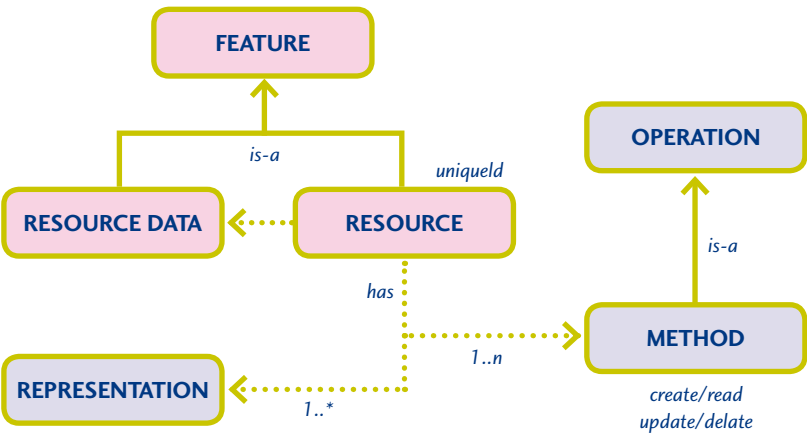 FEATURE
is-a
uniqueId
OPERATION
RESOURCE DATA
RESOURCE
is-a
has
1..n
METHOD
REPRESENTATION
1..*
create/read
update/delate